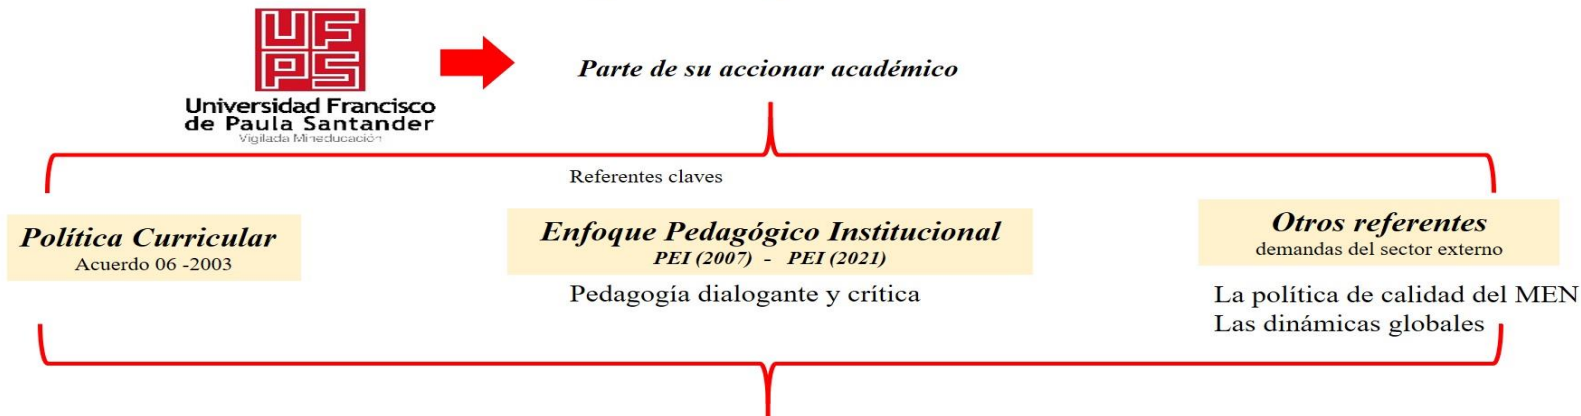 UF
PS
Universidad Francisco
de Paula Santander
Vigilada Mineducación
Parte de su accionar académico
Referentes claves
Política Curricular
Acuerdo 06 -2003
Enfoque Pedagógico Institucional
PEI (2007) - PEI (2021)
Pedagogía dialogante y crítica
Otros referentes
demandas del sector externo
La política de calidad del MEN
Las dinámicas globales